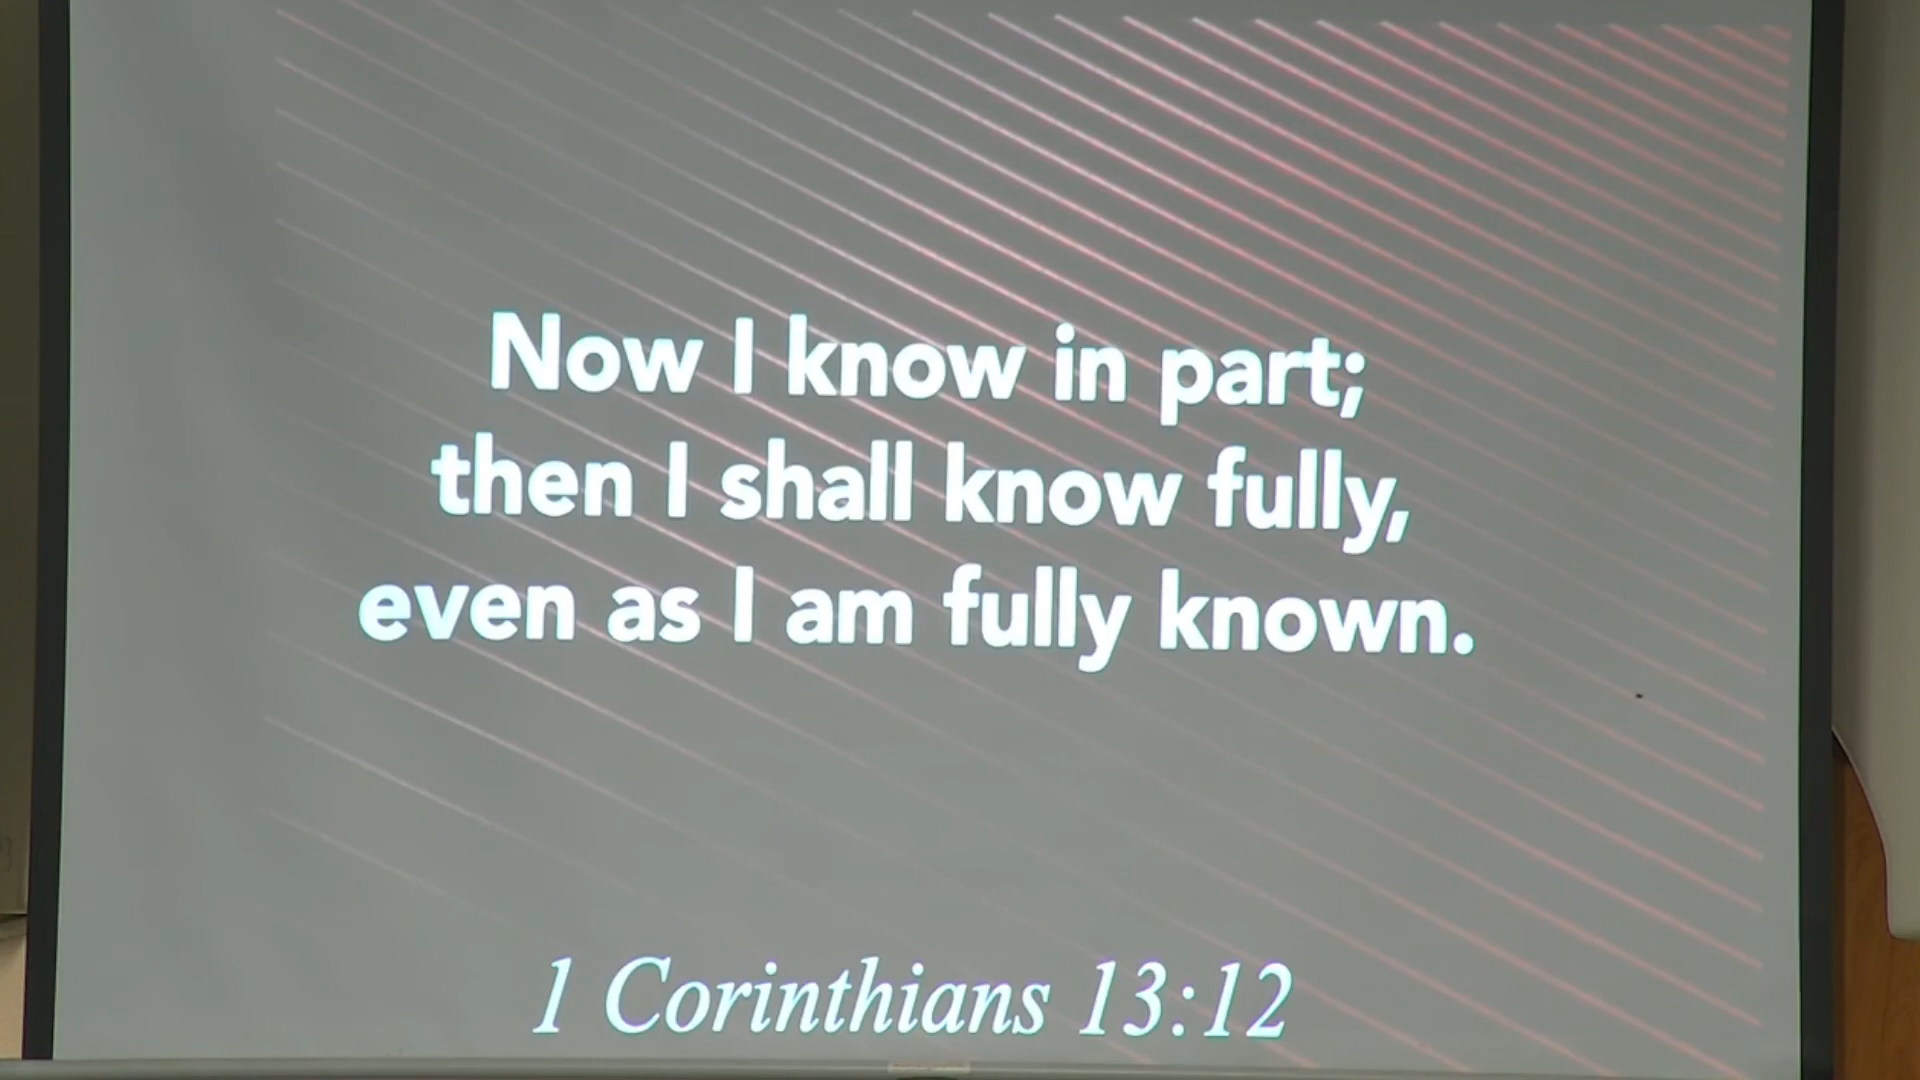 Now I know in part;
then I shall know fully,
even as I am fully known.
1 Corinthians 13:12